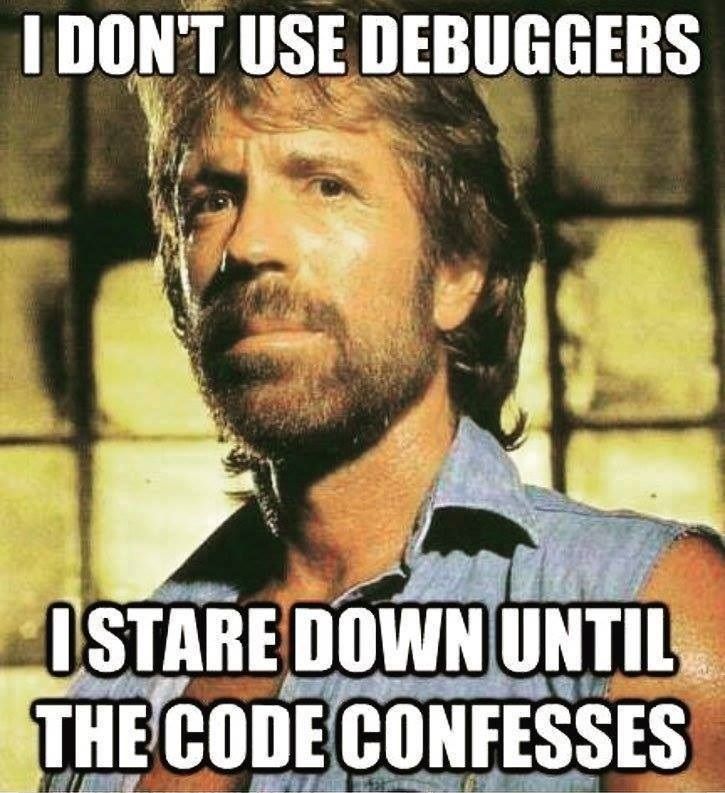 I DON'T USE DEBUGGERS
I STARE DOWN UNTIL
THE CODE CONFESSES